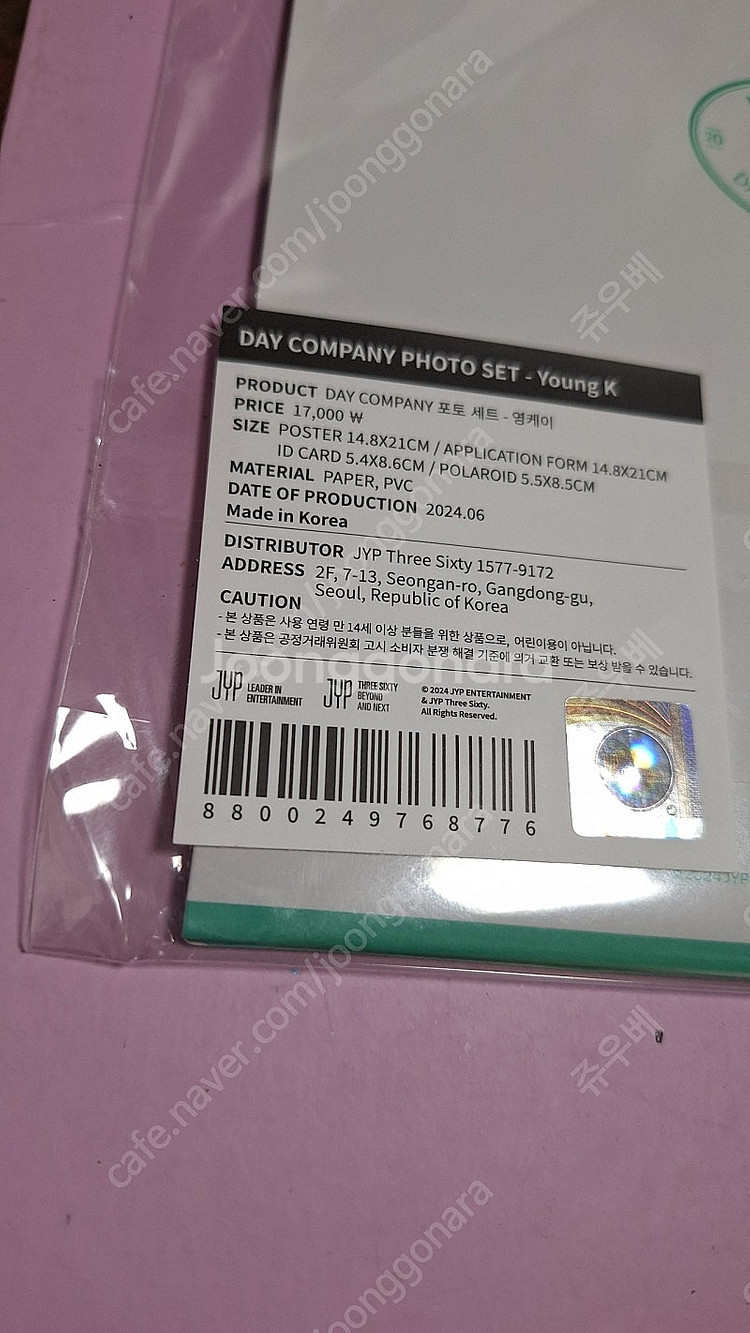 DAY COMPANY PHOTO SET - Young K
PRODUCT DAY COMPANY 포토 세트 - 영케이
PRICE 17,000 ₩
SIZE POSTER 14.8X21CM / APPLICATION FORM 14.8X21CM
ID CARD 5.4X8.6CM / POLAROID 5.5X8.5CM
MATERIAL PAPER, PVC
DATE OF PRODUCTION 2024.06
Made in Korea
DISTRIBUTOR JYP Three Sixty 1577-9172
ADDRESS 2F, 7-13, Seongan-ro, Gangdong-gu,
Seoul, Republic of Korea
CAUTION
- 본 상품은 사용 연령 만 14세 이상 분들을 위한 상품으로, 어린이용이 아닙니다.
- 본 상품은 공정거래위원회 고시 소비자 분쟁 해결 기준에 의거 교환 또는 보상 받을 수 있습니다.
JYP LEADER IN
ENTERTAINMENT
JYP THREE SIXTY
BEYOND
AND NEXT
© 2024 JYP ENTERTAINMENT
& JYP Three Sixty.
All Rights Reserved.
8800249768776
20
cafe.naver.com/joonggonara
쥬우베
Joonggonara
cafe.naver.com/joonggonara
쥬우베
cafe.naver.com/joonggonara
쥬우베
cafe.naver.com/joonggonara
쥬우베
joonggonara